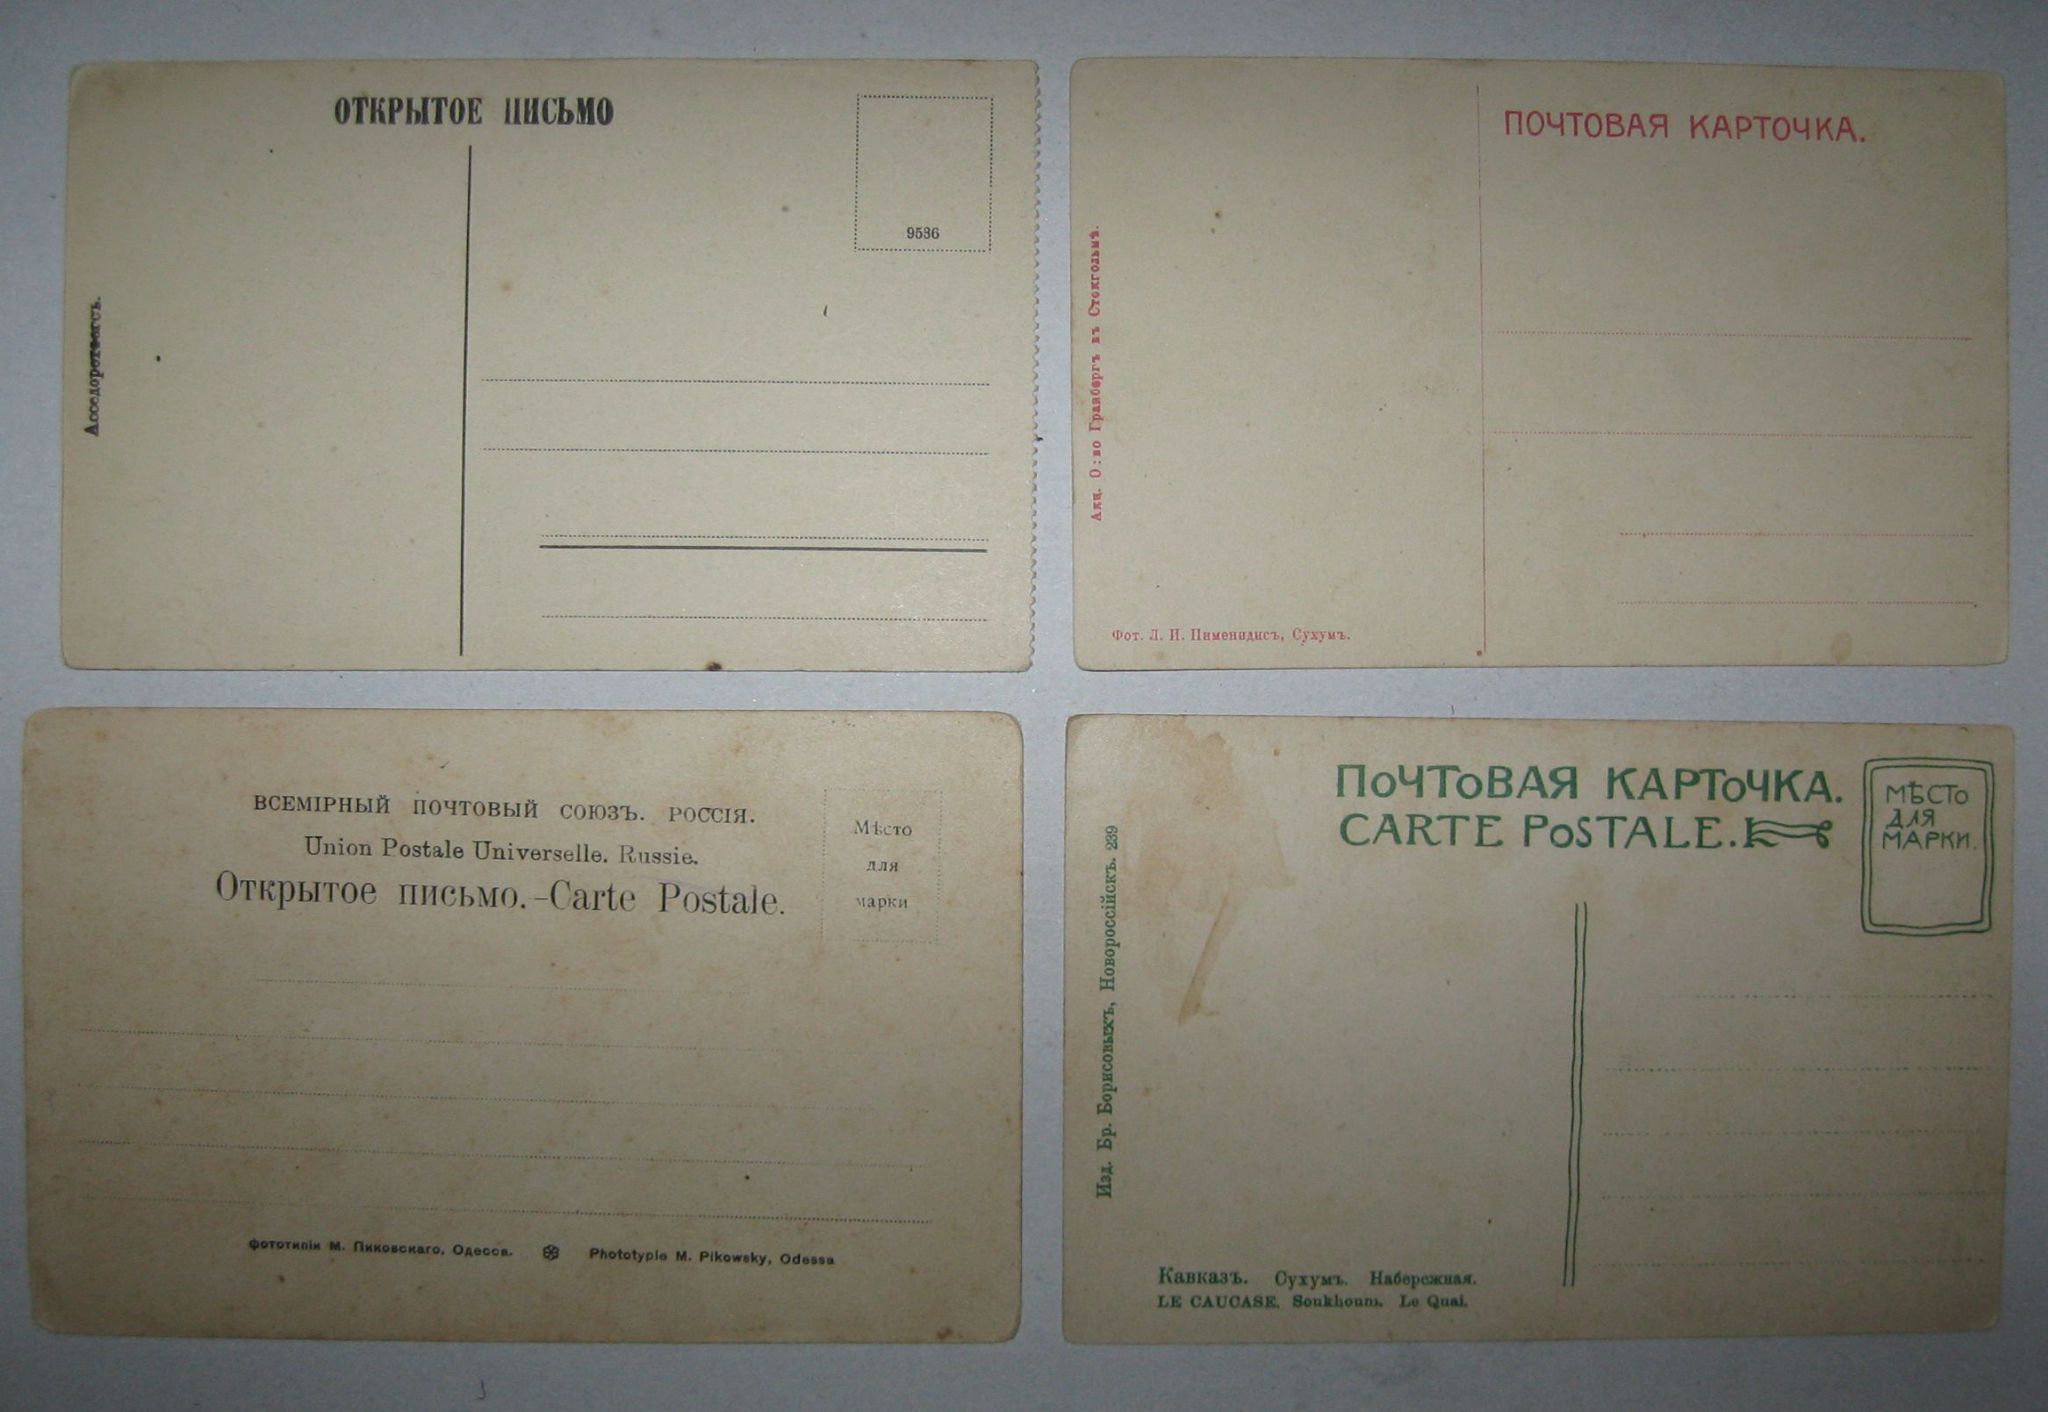 ОТКРЫТОЕ ПИСЬМО
9536
Асседоретфегсъ.
ПОЧТОВАЯ КАРТОЧКА.
Акц. О:во Гранбергъ въ Стокгольмѣ.
Фот. Л. И. Пименидисъ, Сухумъ.
ВСЕМІРНЫЙ ПОЧТОВЫЙ СОЮЗЪ. РОССІЯ.
Union Postale Universelle. Russie.
Открытое письмо.-Carte Postale.
Мѣсто
для
марки
Фототипіи М. Пиковскаго, Одесса.
Phototypie M. Pikowsky, Odessa
ПОЧТОВАЯ КАРТОЧКА.
CARTE POSTALE.
МѢСТО
ДЛЯ
МАРКИ.
Изд. Бр. Борисовыхъ, Новороссійскъ. 239
Кавказъ. Сухумъ. Набережная.
LE CAUCASE. Soukhoum. Le Quai.